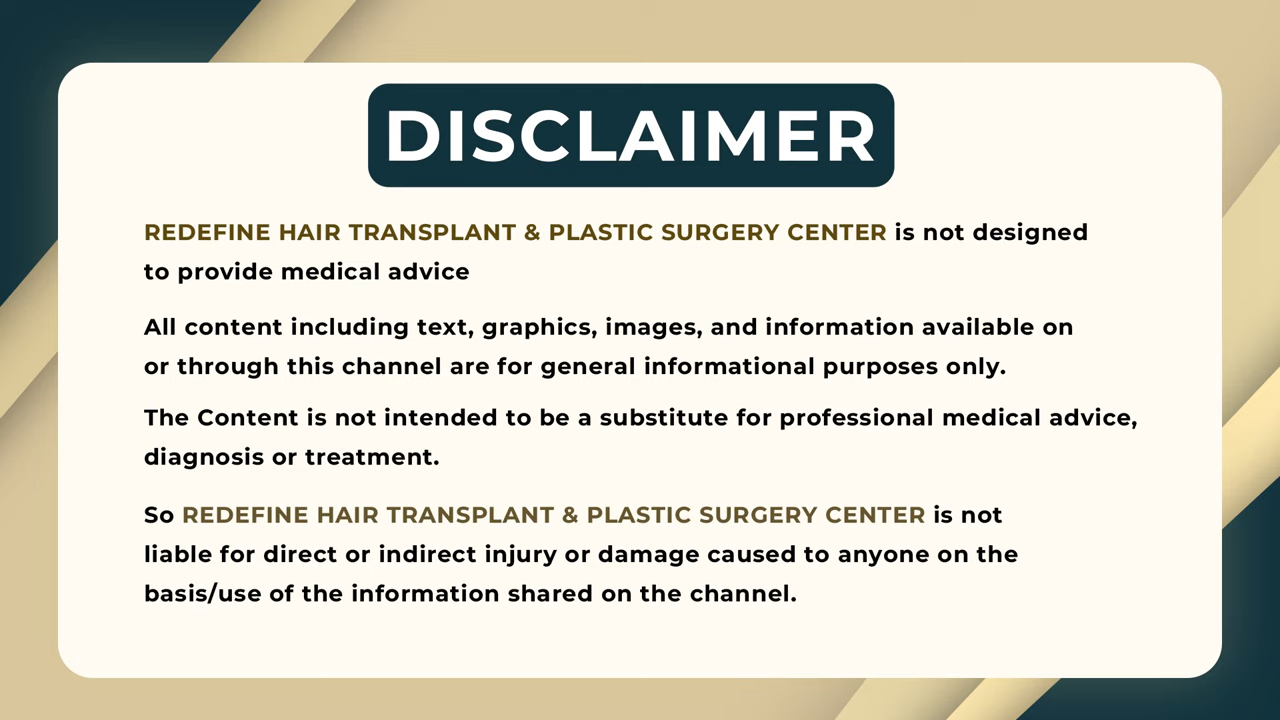 DISCLAIMER
REDEFINE HAIR TRANSPLANT & PLASTIC SURGERY CENTER is not designed
to provide medical advice
All content including text, graphics, images, and information available on
or through this channel are for general informational purposes only.
The Content is not intended to be a substitute for professional medical advice,
diagnosis or treatment.
So REDEFINE HAIR TRANSPLANT & PLASTIC SURGERY CENTER is not
liable for direct or indirect injury or damage caused to anyone on the
basis/use of the information shared on the channel.